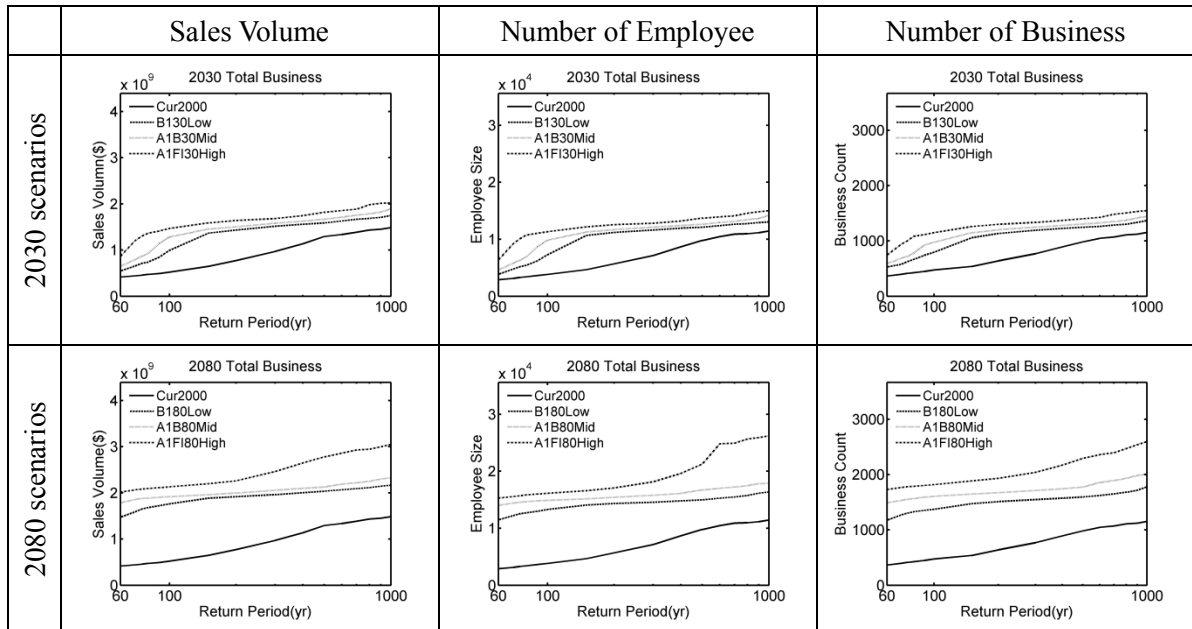 Sales Volume
Number of Employee
Number of Business
2030 scenarios
x 10^9
2030 Total Business
Cur2000
B130Low
A1B30Mid
A1FI30High
Sales Volumn($)
4
3
2
1
0
60
100
1000
Return Period(yr)
x 10^4
2030 Total Business
Cur2000
B130Low
A1B30Mid
A1FI30High
Employee Size
3
2
1
0
60
100
1000
Return Period(yr)
2030 Total Business
Cur2000
B130Low
A1B30Mid
A1FI30High
Business Count
3000
2000
1000
0
60
100
1000
Return Period(yr)
2080 scenarios
x 10^9
2080 Total Business
Cur2000
B180Low
A1B80Mid
A1FI80High
Sales Volume($)
4
3
2
1
0
60
100
1000
Return Period(yr)
x 10^4
2080 Total Business
Cur2000
B180Low
A1B80Mid
A1FI80High
Employee Size
3
2
1
0
60
100
1000
Return Period(yr)
2080 Total Business
Cur2000
B180Low
A1B80Mid
A1FI80High
Business Count
3000
2000
1000
0
60
100
1000
Return Period(yr)